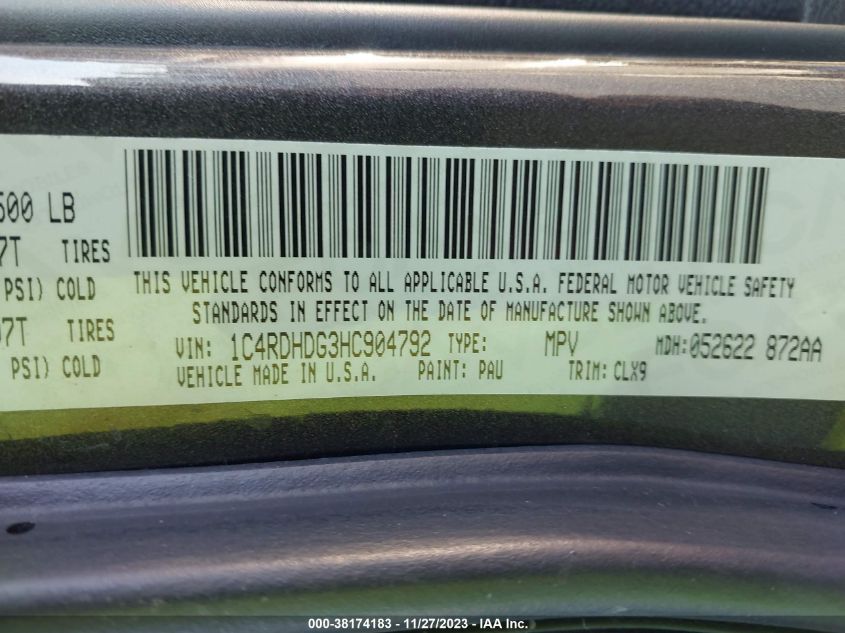 500 LB
7T TIRES
PSI) COLD
07T TIRES
PSI) COLD
THIS VEHICLE CONFORMS TO ALL APPLICABLE U.S.A. FEDERAL MOTOR VEHICLE SAFETY
STANDARDS IN EFFECT ON THE DATE OF MANUFACTURE SHOWN ABOVE.
VIN: 1C4RDHDG3HC904792 TYPE: MPV MDH:052622 872AA
VEHICLE MADE IN U.S.A. PAINT: PAU TRIM: CLX9
000-38174183 - 11/27/2023 - IAA Inc.